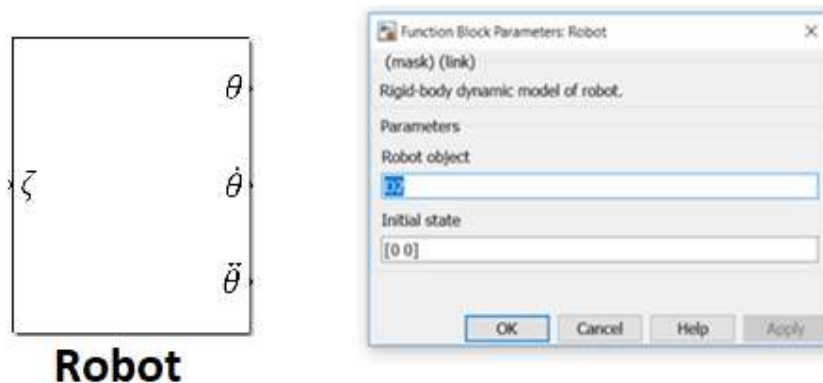 θ
ζ
θ̇
θ̈
Robot
Function Block Parameters: Robot
(mask) (link)
Rigid-body dynamic model of robot.
Parameters
Robot object
Initial state
[0 0]
OK Cancel Help Apply